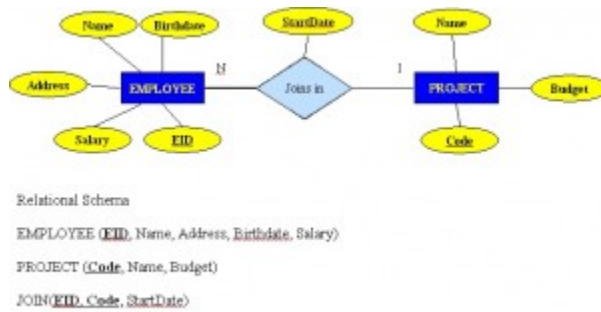 Name Birthdate StartDate Name
Address EMPLOYEE N Joins in 1 PROJECT Budget
Salary EID Code
Relational Schema
EMPLOYEE (EID, Name, Address, Birthdate, Salary)
PROJECT (Code, Name, Budget)
JOIN(EID, Code, StartDate)